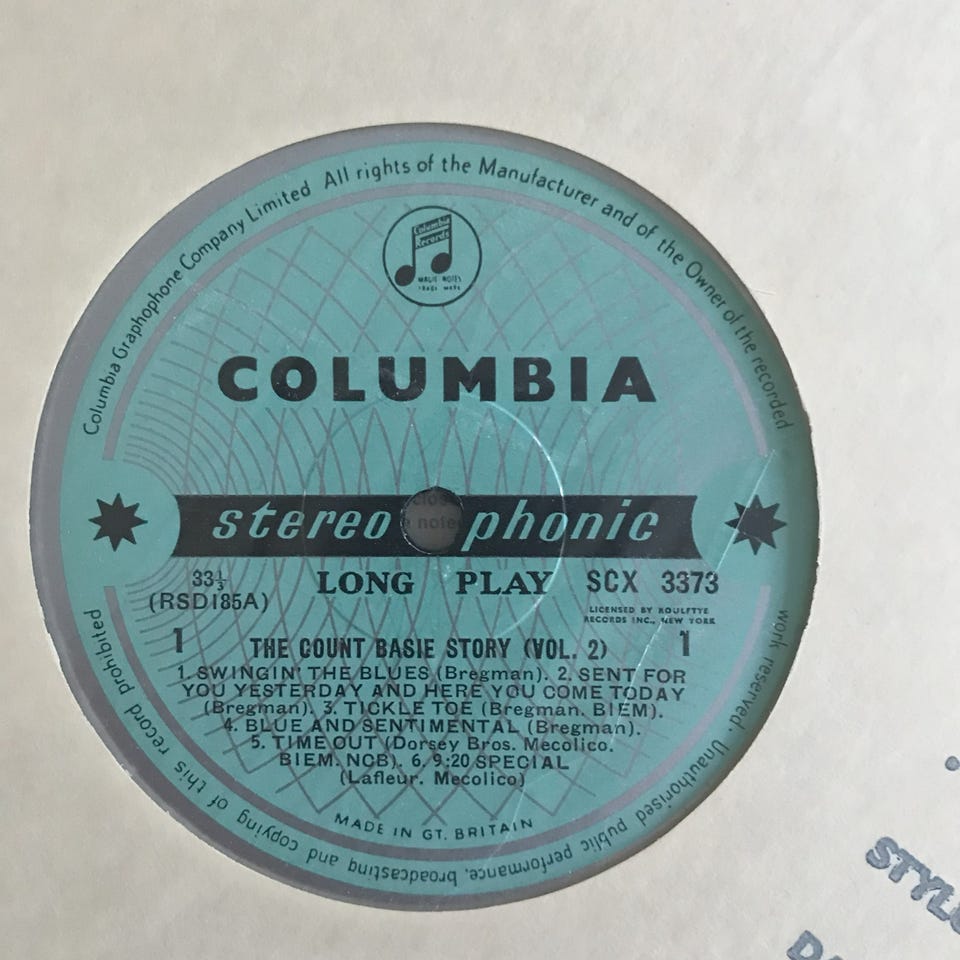 Columbia Graphophone Company Limited All rights of the Manufacturer and of the Owner of the recorded
work reserved. Unauthorised public performance, broadcasting and copying of this record prohibited
Columbia
Records
MAGIC NOTES
TRADE MARK
COLUMBIA
stereo phonic
33⅓
LONG PLAY SCX 3373
(RSD185A)
LICENSED BY ROULETTE
RECORDS INC., NEW YORK
1 THE COUNT BASIE STORY (VOL. 2) 1
1. SWINGIN' THE BLUES (Bregman). 2. SENT FOR
YOU YESTERDAY AND HERE YOU COME TODAY
(Bregman). 3. TICKLE TOE (Bregman. BIEM).
4. BLUE AND SENTIMENTAL (Bregman).
5. TIME OUT (Dorsey Bros. Mecolico.
BIEM. NCB). 6. 9:20 SPECIAL
(Lafleur. Mecolico)
MADE IN GT. BRITAIN